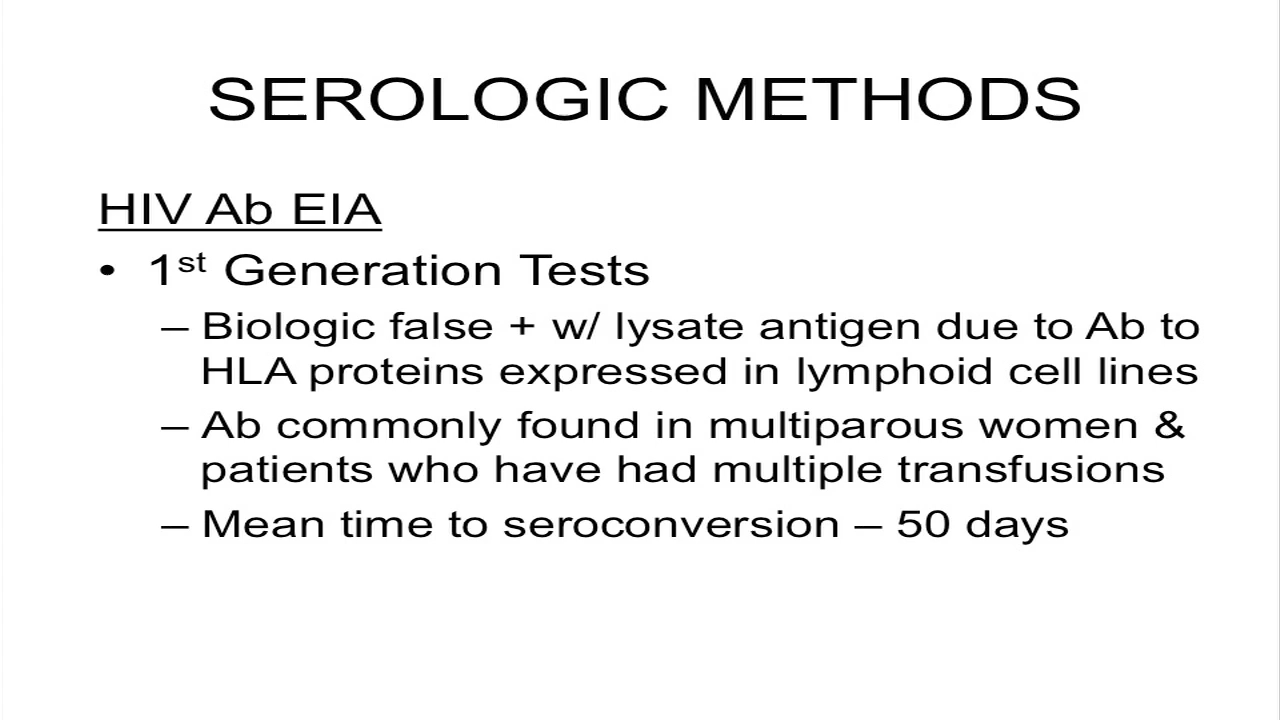 SEROLOGIC METHODS
HIV Ab EIA
• 1st Generation Tests
– Biologic false + w/ lysate antigen due to Ab to
HLA proteins expressed in lymphoid cell lines
– Ab commonly found in multiparous women &
patients who have had multiple transfusions
– Mean time to seroconversion – 50 days